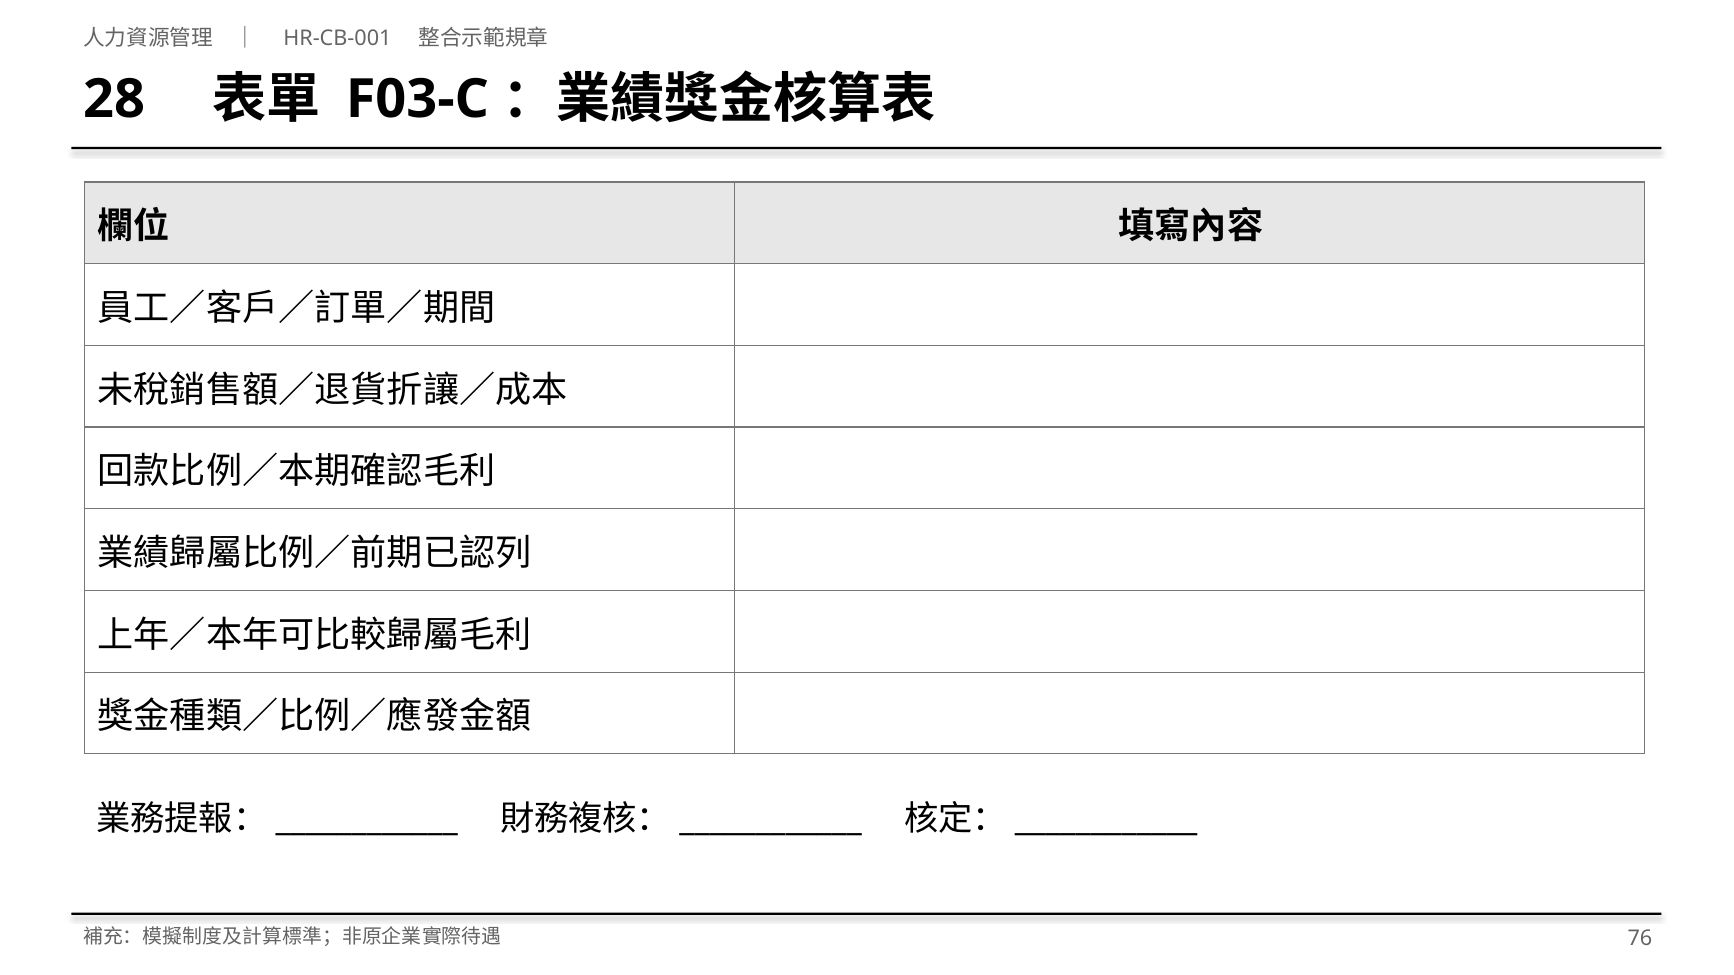 人力資源管理 │ HR-CB-001 整合示範規章
28 表單 F03-C：業績獎金核算表
欄位 填寫內容
員工／客戶／訂單／期間
未稅銷售額／退貨折讓／成本
回款比例／本期確認毛利
業績歸屬比例／前期已認列
上年／本年可比較歸屬毛利
獎金種類／比例／應發金額
業務提報：____________ 財務複核：____________ 核定：____________
補充：模擬制度及計算標準；非原企業實際待遇 76